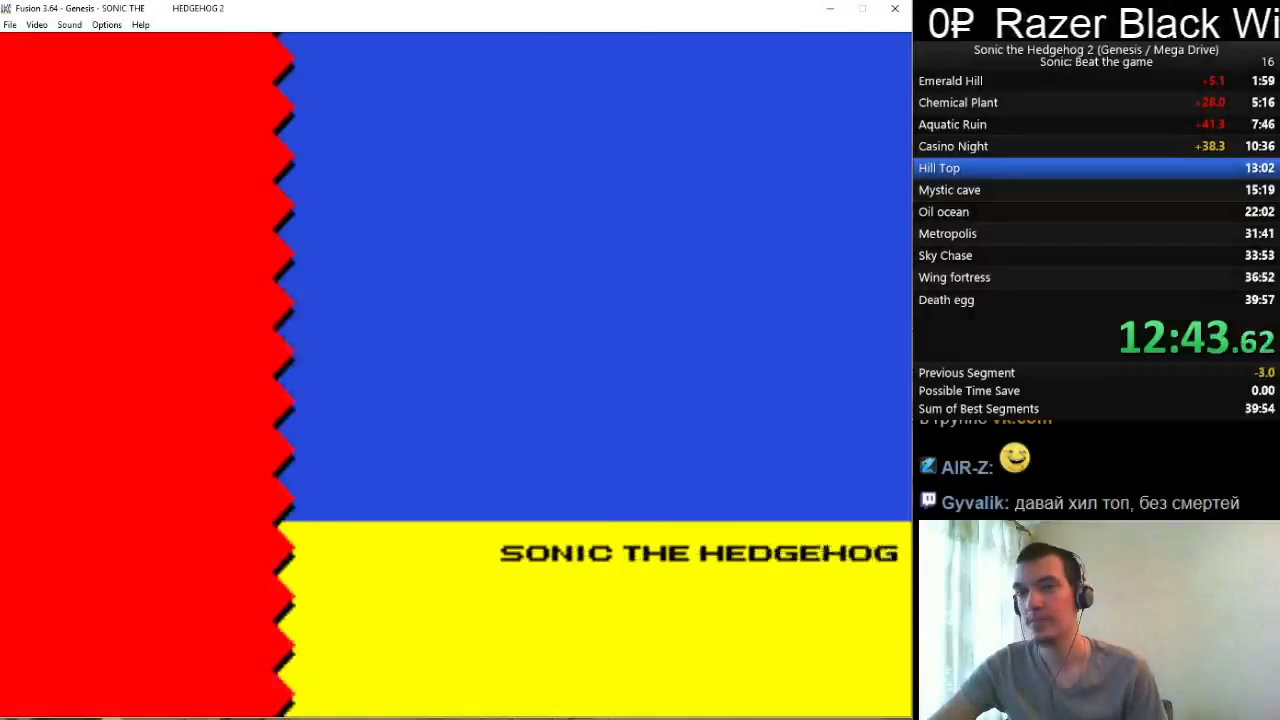 Fusion 3.64 - Genesis - SONIC THE HEDGEHOG 2
File Video Sound Options Help
SONIC THE HEDGEHOG
0₽ Razer Black Wi
Sonic the Hedgehog 2 (Genesis / Mega Drive)
Sonic: Beat the game 16
Emerald Hill +5.1 1:59
Chemical Plant +28.0 5:16
Aquatic Ruin +41.3 7:46
Casino Night +38.3 10:36
Hill Top 13:02
Mystic cave 15:19
Oil ocean 22:02
Metropolis 31:41
Sky Chase 33:53
Wing fortress 36:52
Death egg 39:57
12:43.62
Previous Segment -3.0
Possible Time Save 0.00
Sum of Best Segments 39:54
в группе vk.com
AIR-Z:
Gyvalik: давай хил топ, без смертей